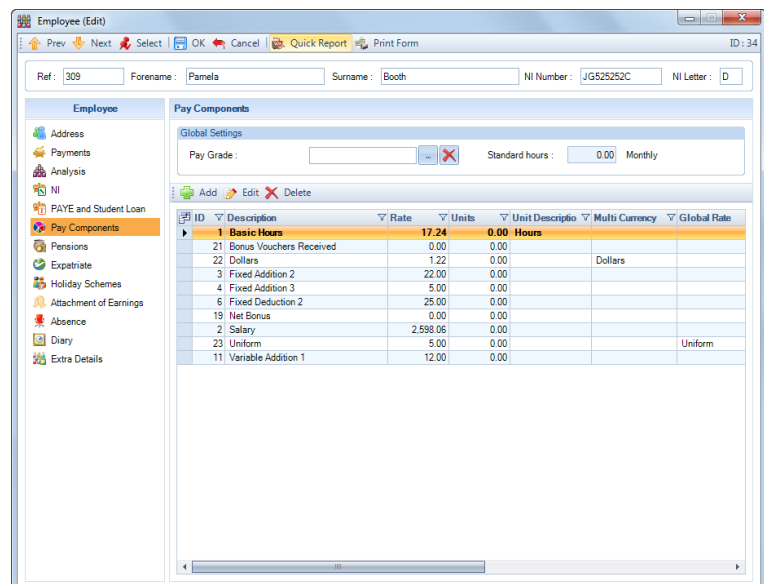 Employee (Edit)
Prev Next Select OK Cancel Quick Report Print Form ID : 34
Ref : 309 Forename : Pamela Surname : Booth NI Number : JG525252C NI Letter : D
Employee
Address
Payments
Analysis
NI
PAYE and Student Loan
Pay Components
Pensions
Expatriate
Holiday Schemes
Attachment of Earnings
Absence
Diary
Extra Details
Pay Components
Global Settings
Pay Grade : ... Standard hours : 0.00 Monthly
Add Edit Delete
ID Description Rate Units Unit Descriptio Multi Currency Global Rate
1 Basic Hours 17.24 0.00 Hours
21 Bonus Vouchers Received 0.00 0.00
22 Dollars 1.22 0.00 Dollars
3 Fixed Addition 2 22.00 0.00
4 Fixed Addition 3 5.00 0.00
6 Fixed Deduction 2 25.00 0.00
19 Net Bonus 0.00 0.00
2 Salary 2,598.06 0.00
23 Uniform 5.00 0.00 Uniform
11 Variable Addition 1 12.00 0.00